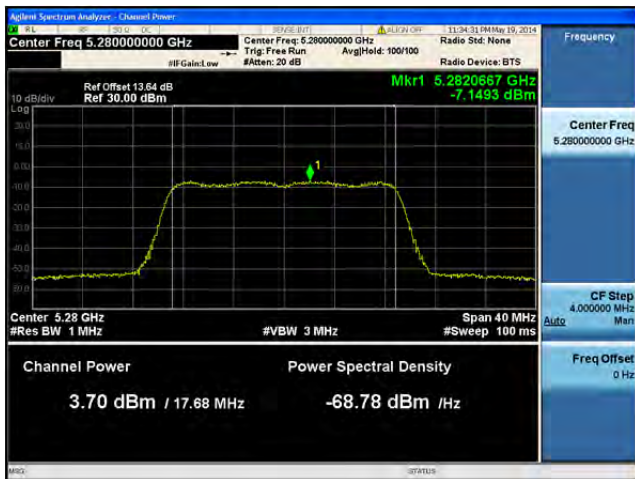 Agilent Spectrum Analyzer - Channel Power
RL RF 50 Ω DC SENSE:INT ALIGN OFF 11:34:31 PM May 19, 2014
Center Freq 5.280000000 GHz
Center Freq: 5.280000000 GHz
Radio Std: None
Trig: Free Run Avg|Hold: 100/100
#IFGain:Low #Atten: 20 dB Radio Device: BTS
Frequency
Mkr1 5.2820667 GHz
-7.1493 dBm
Ref Offset 13.64 dB
10 dB/div Ref 30.00 dBm
Log
20.0
10.0
0.00
-10.0
-20.0
-30.0
-40.0
-50.0
-60.0
1
Center 5.28 GHz Span 40 MHz
#Res BW 1 MHz #VBW 3 MHz #Sweep 100 ms
Channel Power Power Spectral Density
3.70 dBm / 17.68 MHz -68.78 dBm /Hz
Center Freq
5.280000000 GHz
CF Step
4.000000 MHz
Auto Man
Freq Offset
0 Hz
MSG STATUS